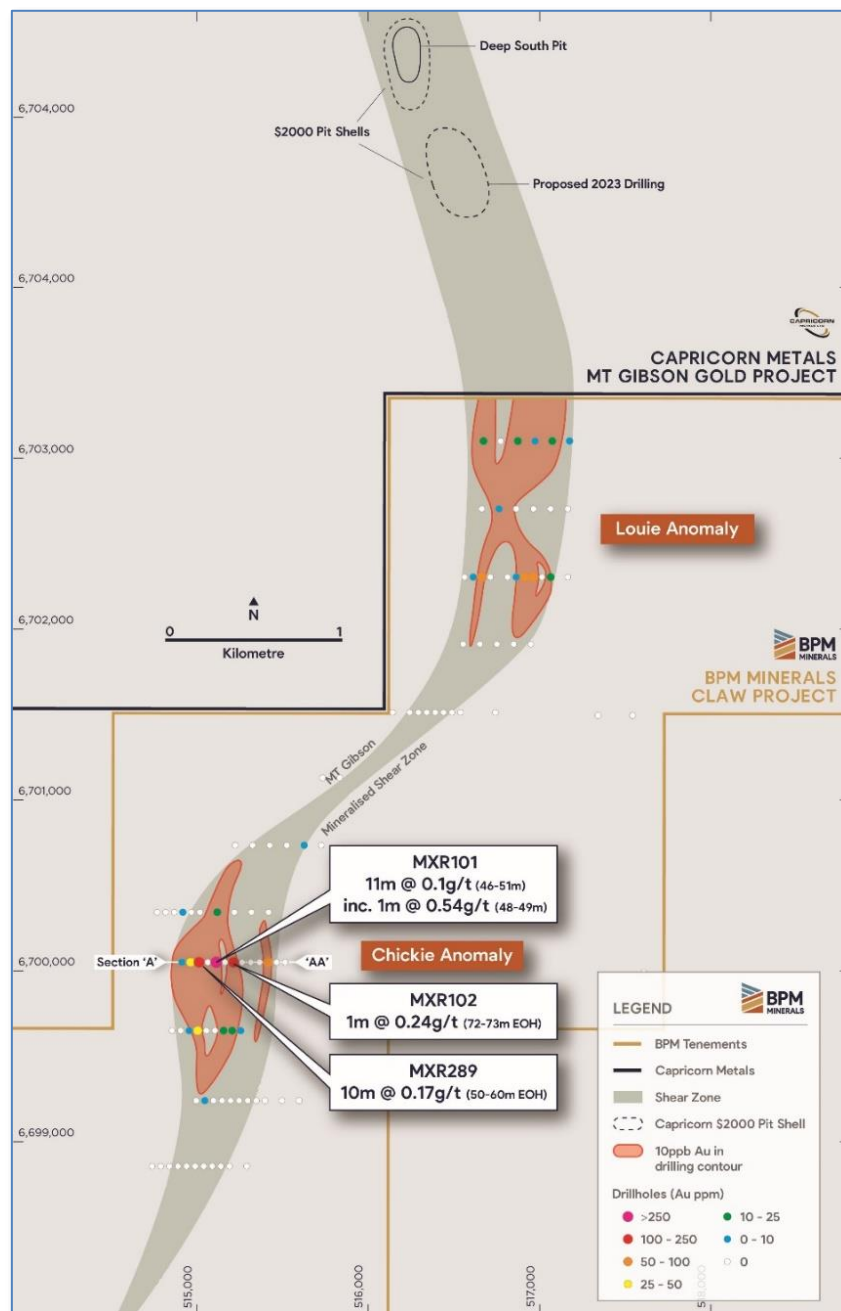 Deep South Pit
6,704,000
$2000 Pit Shells
Proposed 2023 Drilling
6,704,000
CAPRICORN
CAPRICORN METALS
MT GIBSON GOLD PROJECT
6,703,000
Louie Anomaly
N
0 1
Kilometre
6,702,000
BPM
MINERALS
BPM MINERALS
CLAW PROJECT
MT Gibson
Mineralised Shear Zone
6,701,000
MXR101
11m @ 0.1g/t (46-51m)
inc. 1m @ 0.54g/t (48-49m)
6,700,000
Section 'A'
'AA'
Chickie Anomaly
MXR102
1m @ 0.24g/t (72-73m EOH)
MXR289
10m @ 0.17g/t (50-60m EOH)
6,699,000
LEGEND
BPM
MINERALS
BPM Tenements
Capricorn Metals
Shear Zone
Capricorn $2000 Pit Shell
10ppb Au in
drilling contour
Drillholes (Au ppm)
>250
10 - 25
100 - 250
0 - 10
50 - 100
0
25 - 50
515,000
516,000
517,000
518,000